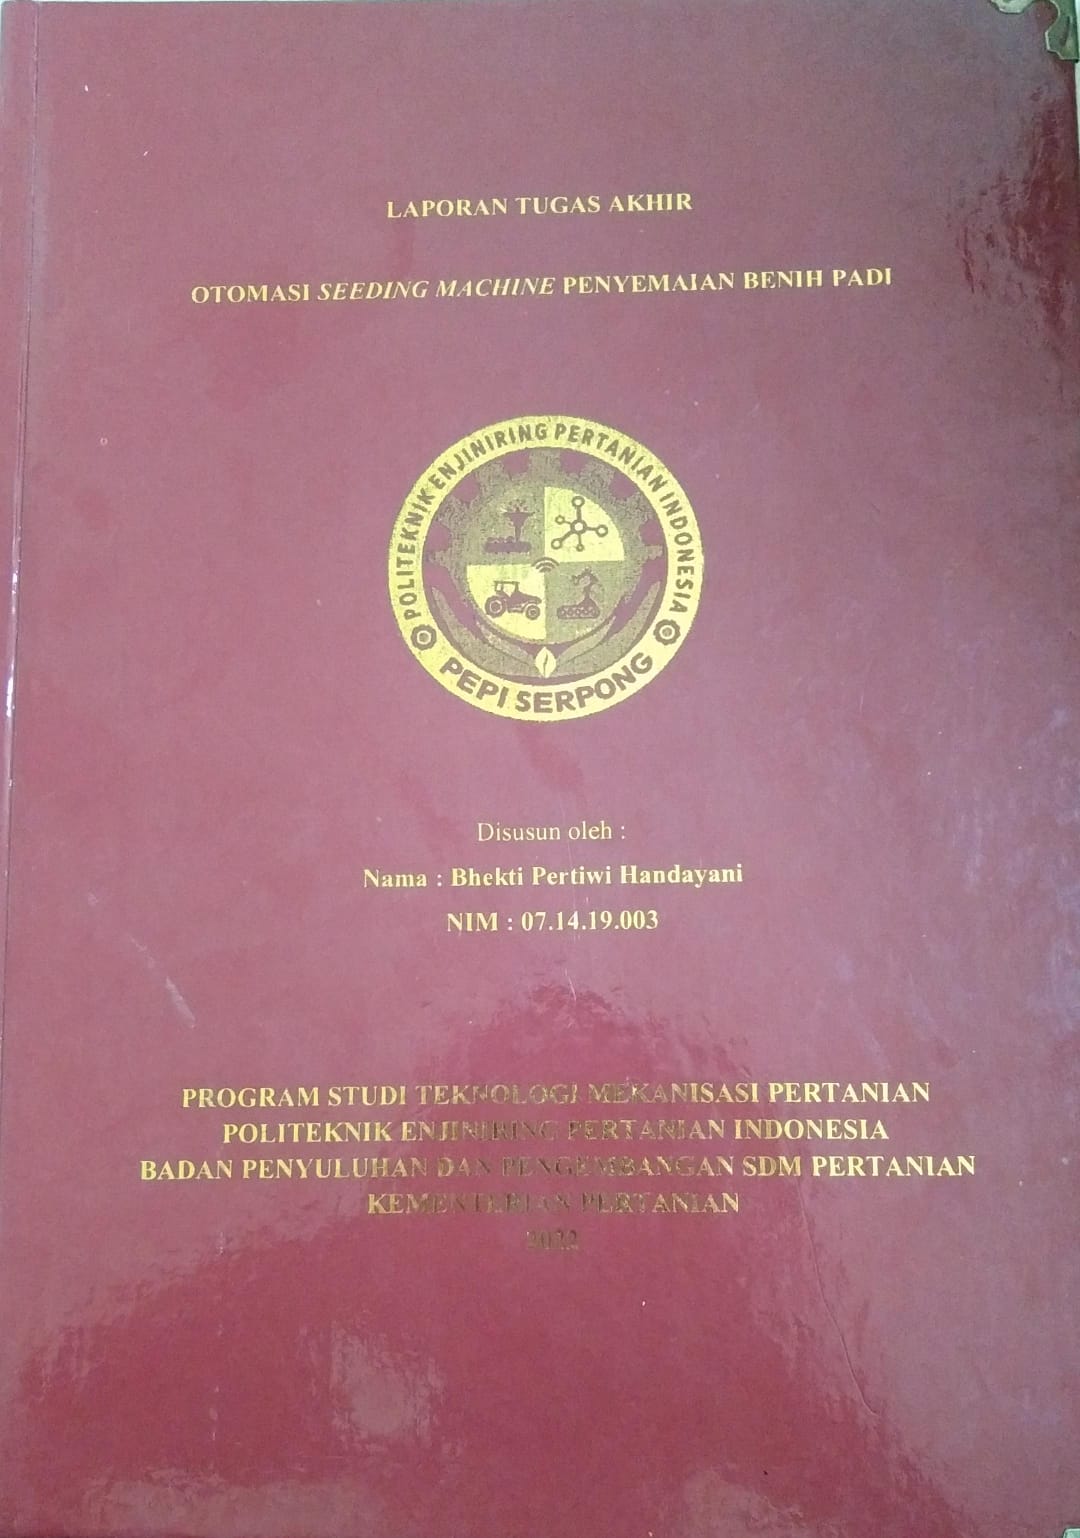 LAPORAN TUGAS AKHIR
OTOMASI SEEDING MACHINE PENYEMAIAN BENIH PADI
POLITEKNIK ENJINIRING PERTANIAN INDONESIA
PEPI SERPONG
Disusun oleh :
Nama : Bhekti Pertiwi Handayani
NIM : 07.14.19.003
PROGRAM STUDI TEKNOLOGI MEKANISASI PERTANIAN
POLITEKNIK ENJINIRING PERTANIAN INDONESIA
BADAN PENYULUHAN DAN PENGEMBANGAN SDM PERTANIAN
KEMENTERIAN PERTANIAN
2022